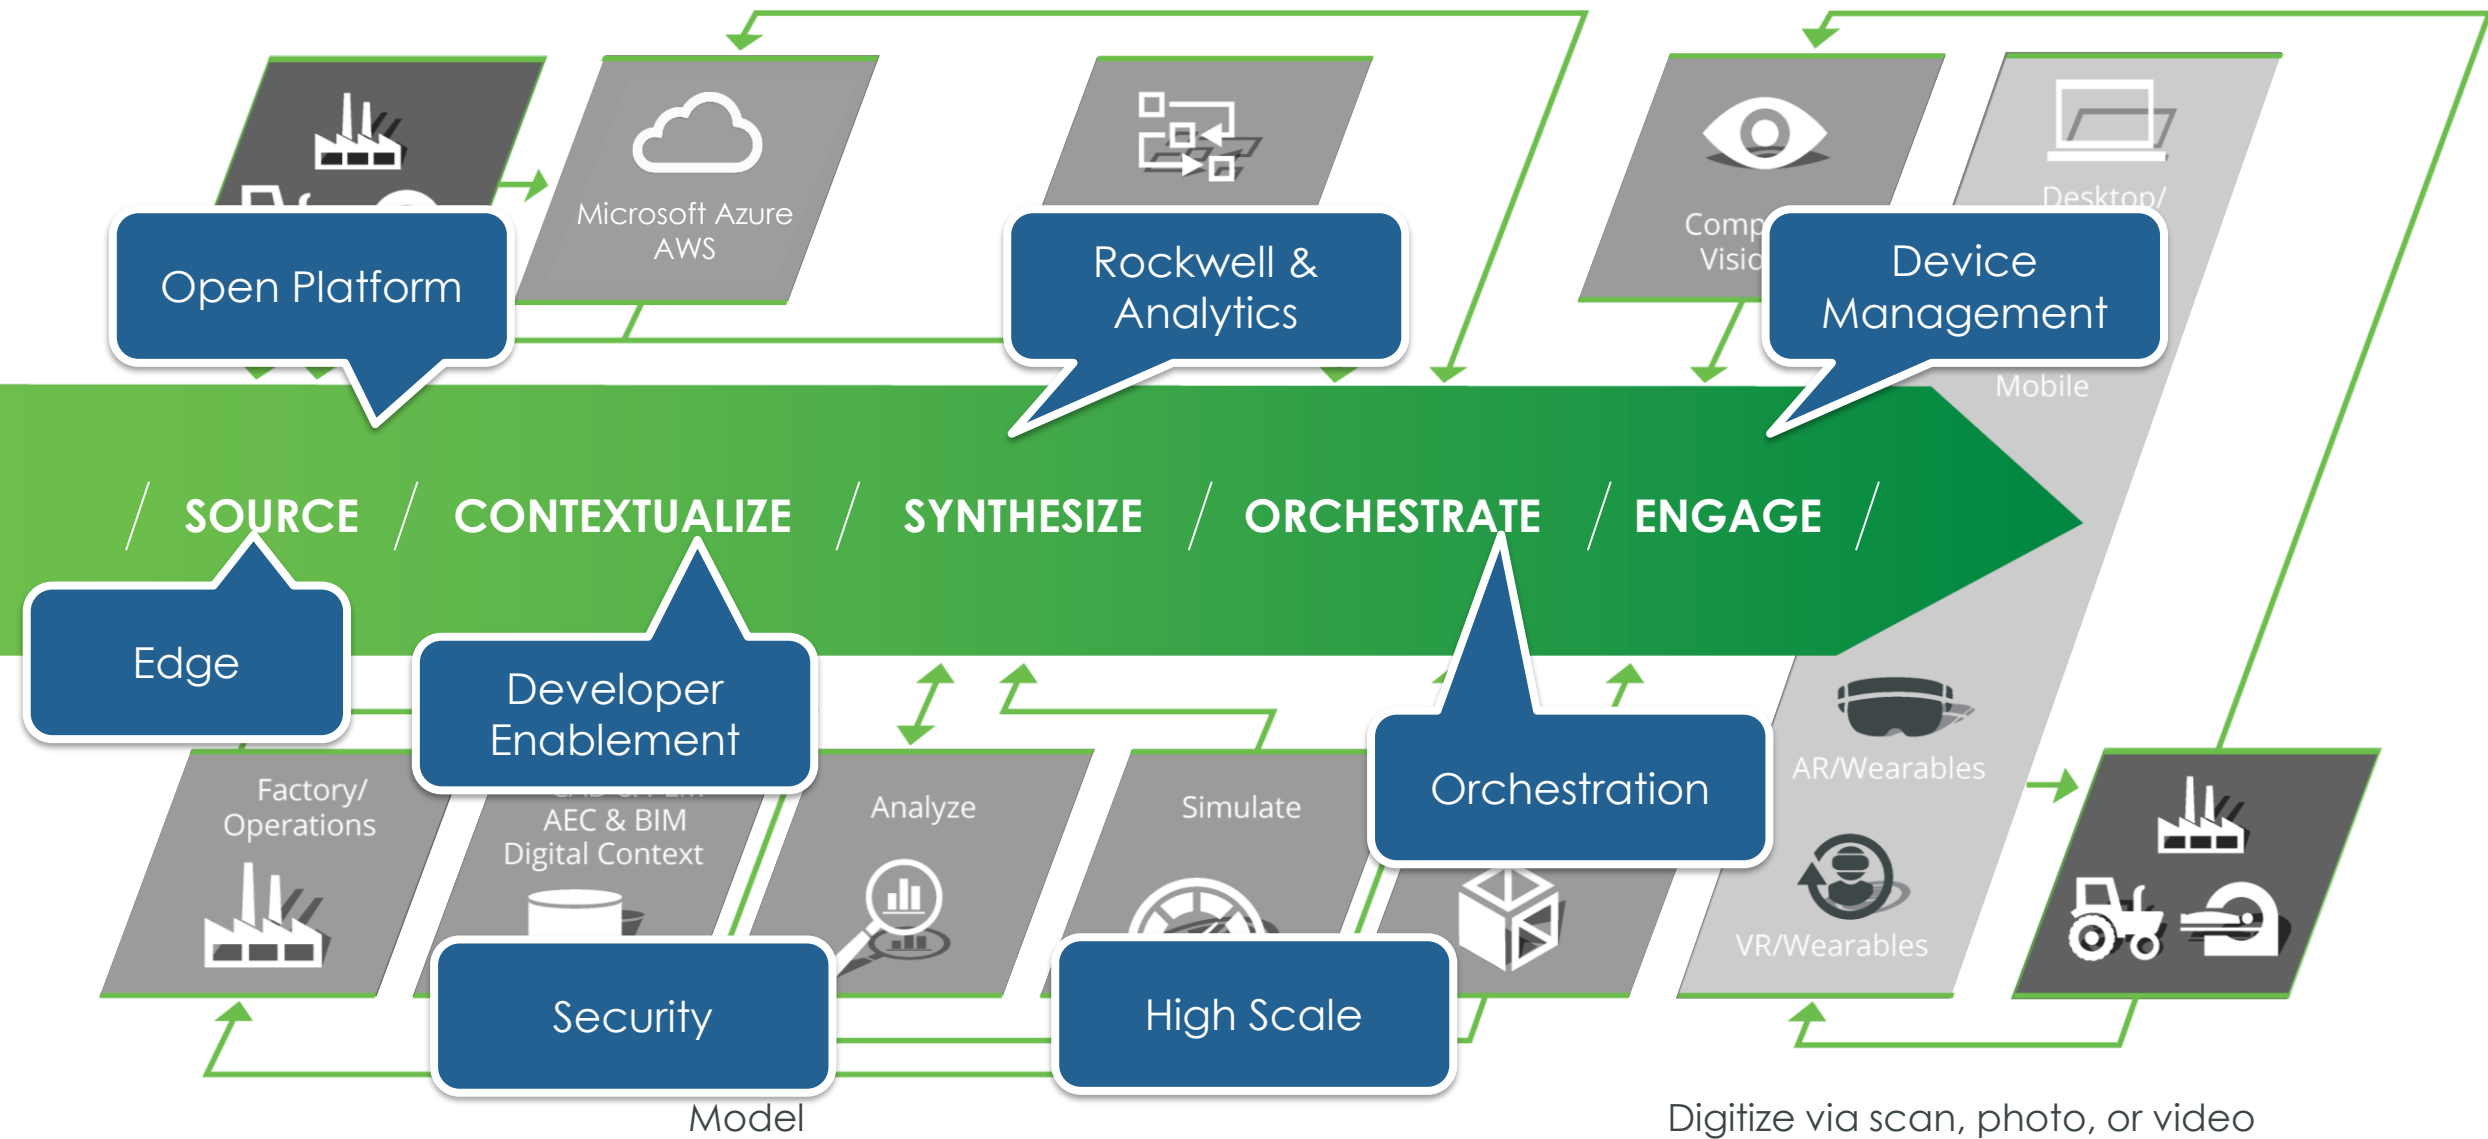 Microsoft Azure
AWS
Desktop/
Vision
Open Platform
Rockwell &
Analytics
Device
Management
Mobile
SOURCE
CONTEXTUALIZE
SYNTHESIZE
ORCHESTRATE
ENGAGE
Edge
Developer
Enablement
Orchestration
Factory/
Operations
AEC & BIM
Digital Context
Analyze
Simulate
AR/Wearables
VR/Wearables
Security
High Scale
Model
Digitize via scan, photo, or video